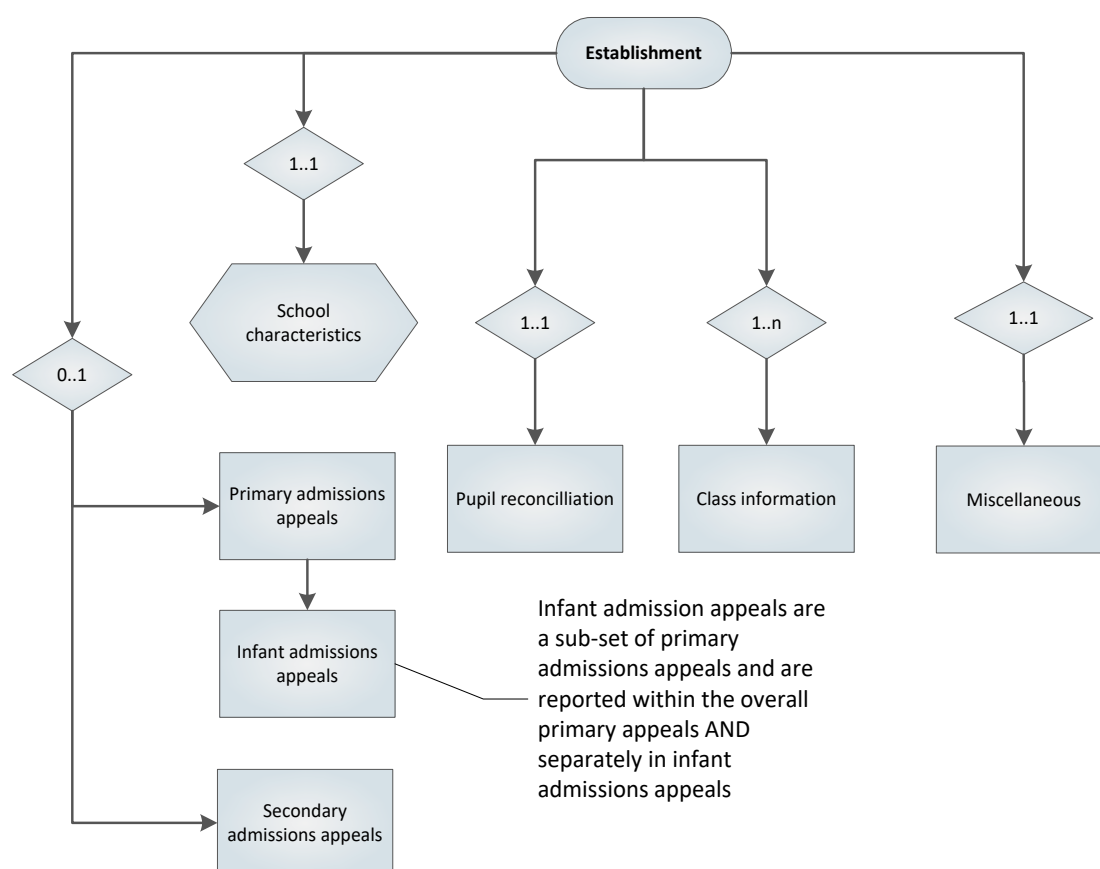 Establishment
1..1
School
characteristics
0..1
1..1
1..n
1..1
Primary admissions
appeals
Pupil reconcilliation
Class information
Miscellaneous
Infant admissions
appeals
Infant admission appeals are
a sub-set of primary
admissions appeals and are
reported within the overall
primary appeals AND
separately in infant
admissions appeals
Secondary
admissions appeals